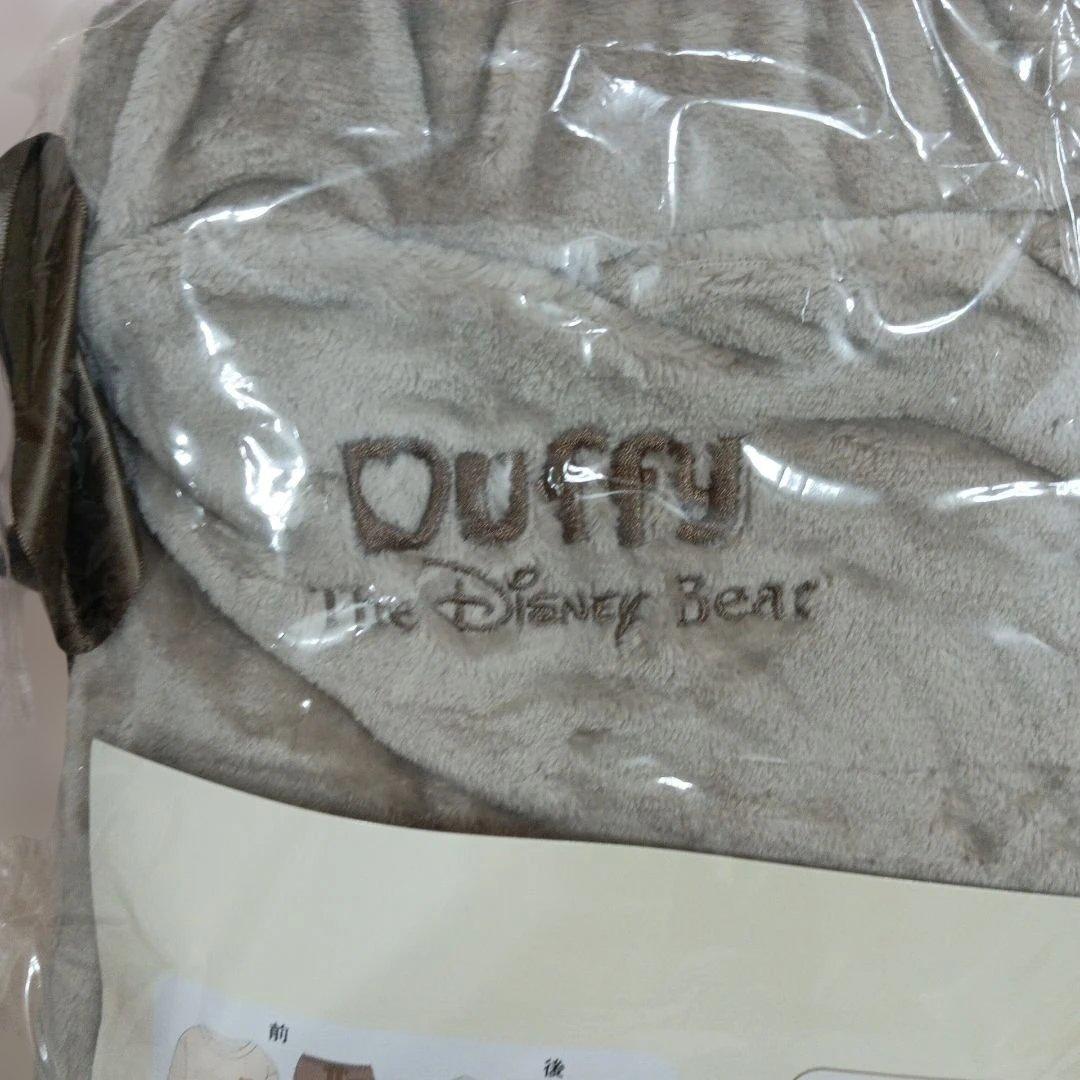 Duffy
The Disney Bear
前
後